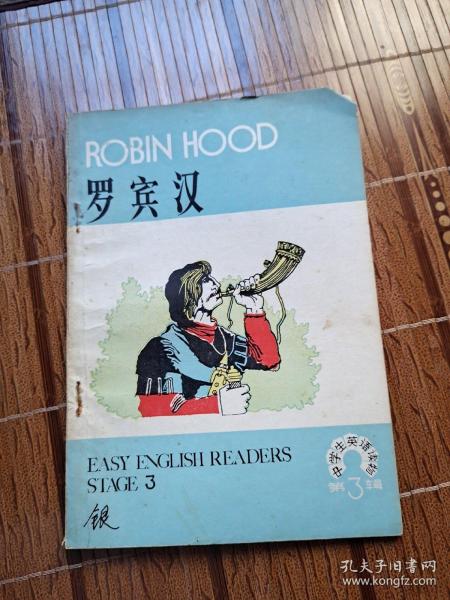 ROBIN HOOD
罗宾汉
EASY ENGLISH READERS
STAGE 3
中学生英语读物
第3辑
银
孔夫子旧书网
www.kongfz.com